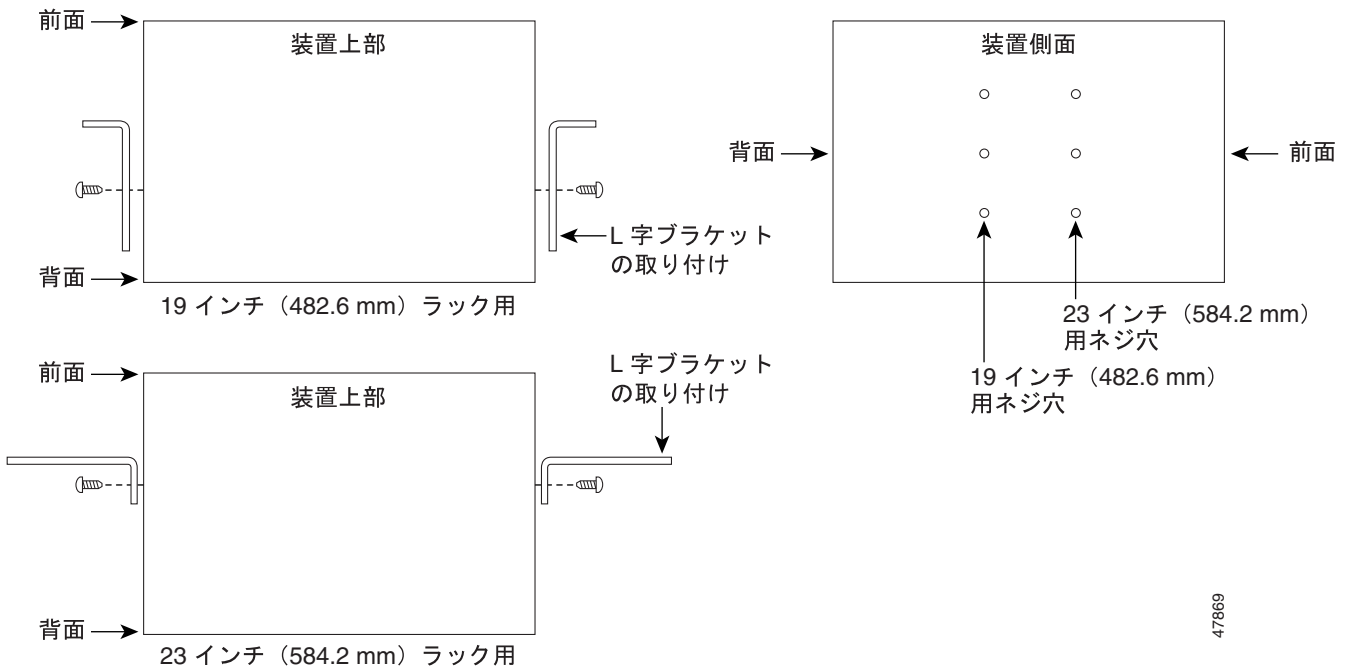 前面
装置上部
背面
L 字ブラケット
の取り付け
19 インチ（482.6 mm）ラック用
装置側面
背面
前面
23 インチ（584.2 mm）
用ネジ穴
19 インチ（482.6 mm）
用ネジ穴
前面
装置上部
L 字ブラケット
の取り付け
背面
23 インチ（584.2 mm）ラック用
47869